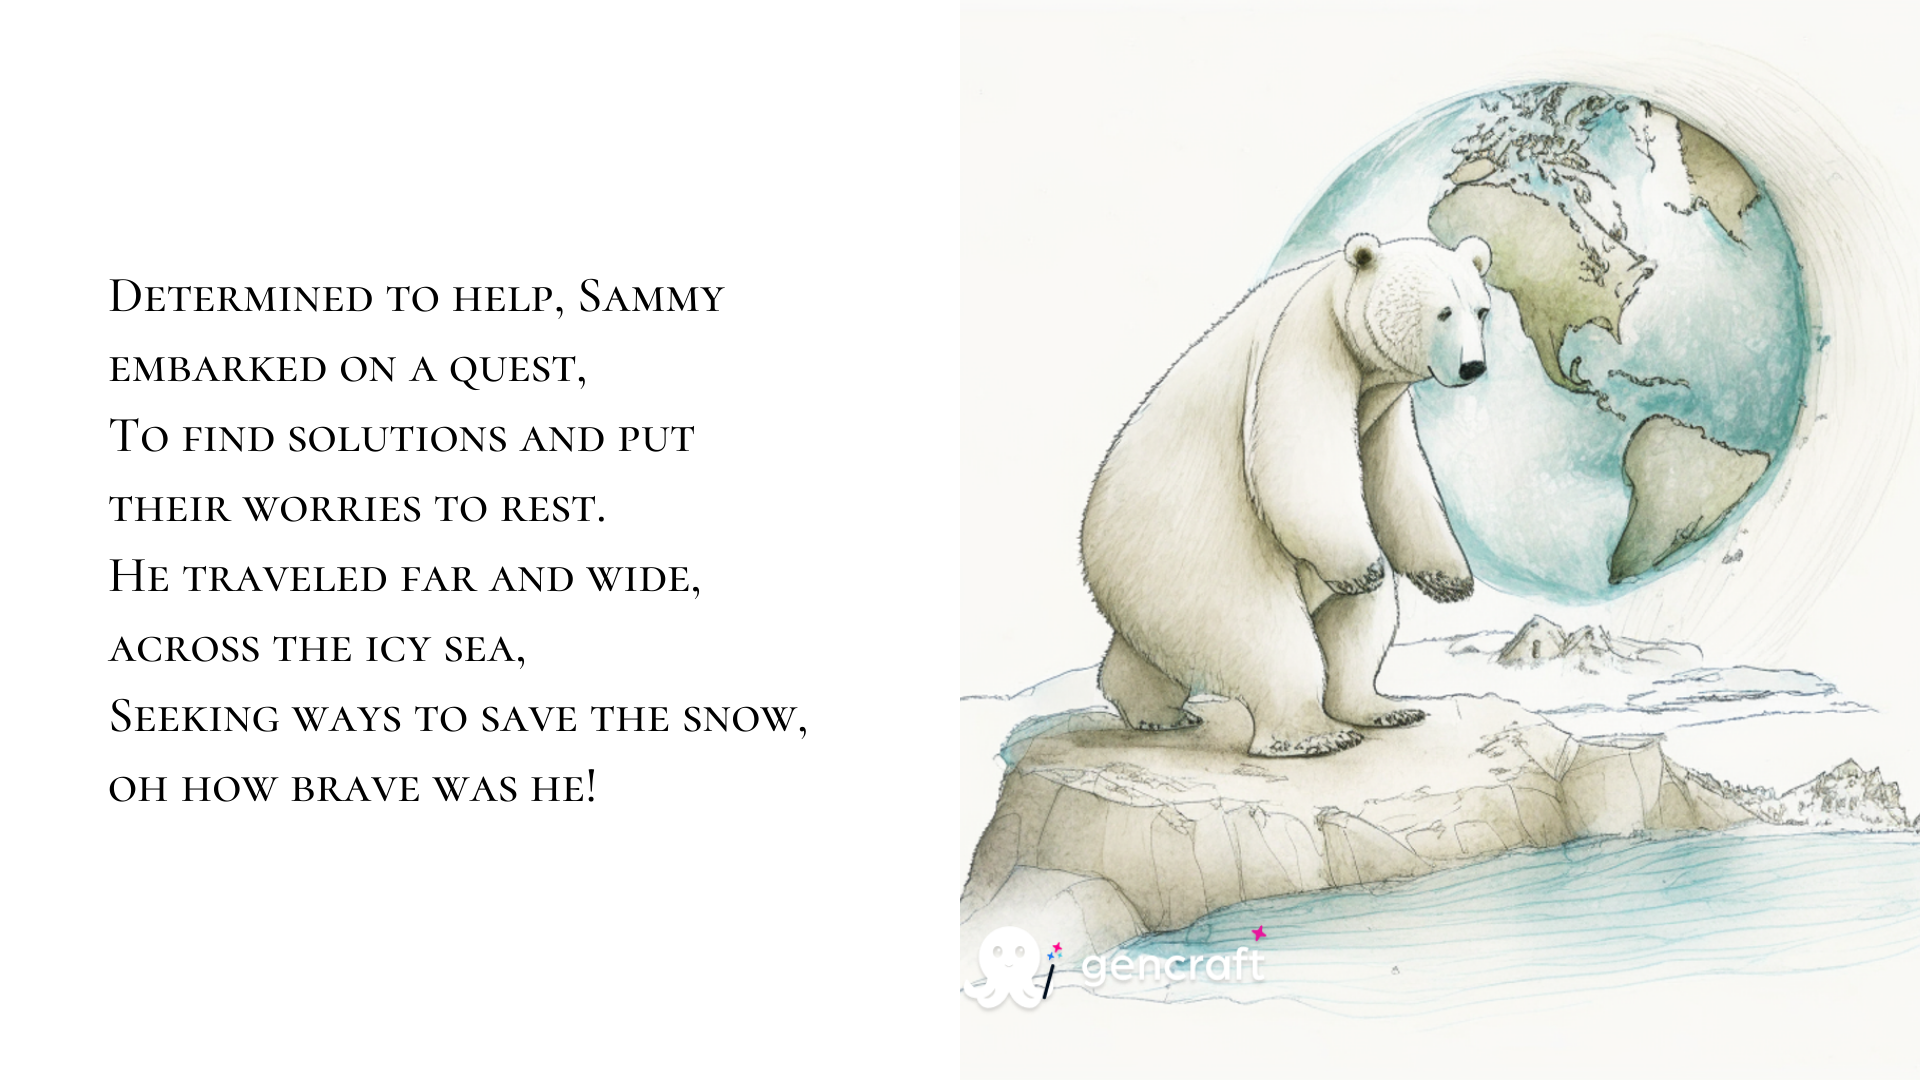 Determined to help, Sammy
embarked on a quest,
To find solutions and put
their worries to rest.
He traveled far and wide,
across the icy sea,
Seeking ways to save the snow,
oh how brave was he!
gencraft